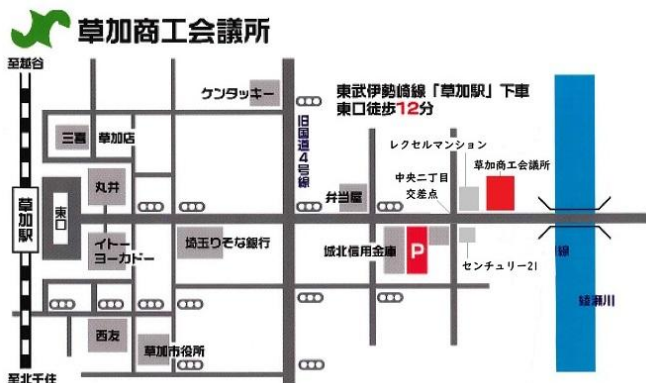 草加商工会議所
至越谷
ケンタッキー
東武伊勢崎線「草加駅」下車
東口徒歩12分
旧国道4号線
三喜 草加店
レクセルマンション
草加商工会議所
中央二丁目
交差点
丸井
弁当屋
草加駅
東口
イトー
ヨーカドー
埼玉りそな銀行
城北信用金庫
P
センチュリー21
線
綾瀬川
西友
草加市役所
至北千住